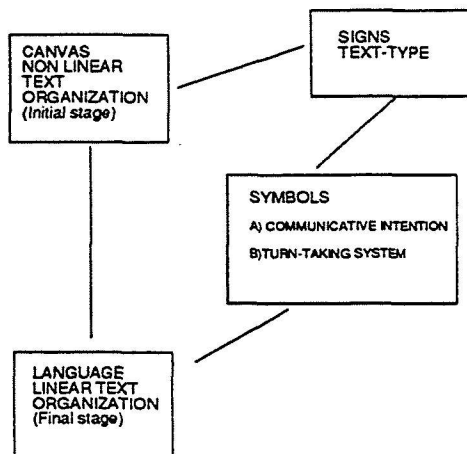 CANVAS
NON LINEAR
TEXT
ORGANIZATION
(Initial stage)
SIGNS
TEXT-TYPE
SYMBOLS
A) COMMUNICATIVE INTENTION
B)TURN-TAKING SYSTEM
LANGUAGE
LINEAR TEXT
ORGANIZATION
(Final stage)